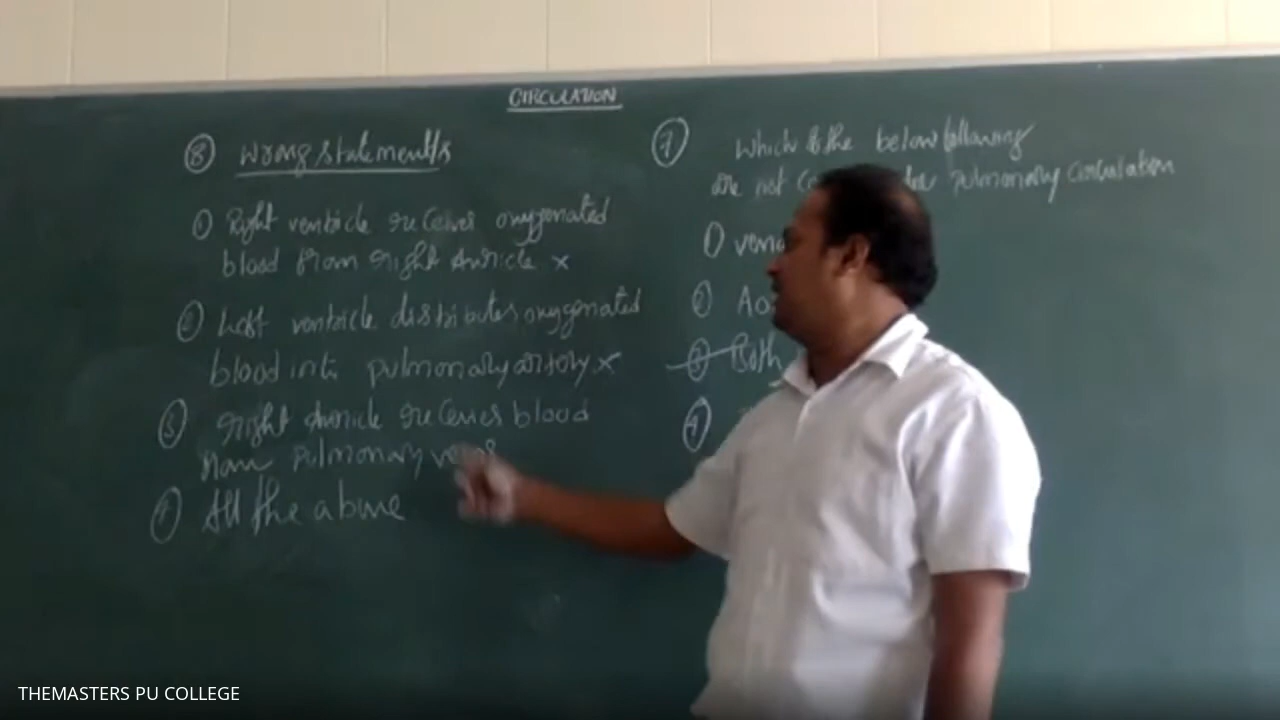 CIRCULATION
8 Wrong statements
1 Right ventricle receives oxygenated
blood from right auricle x
2 Left ventricle distributes oxygenated
blood into pulmonary artery x
3 right auricle receives blood
from pulmonary veins
4 All the above
9 Which of the below following
are not pulmonary circulation
1)
2
3 Both
4
THEMASTERS PU COLLEGE